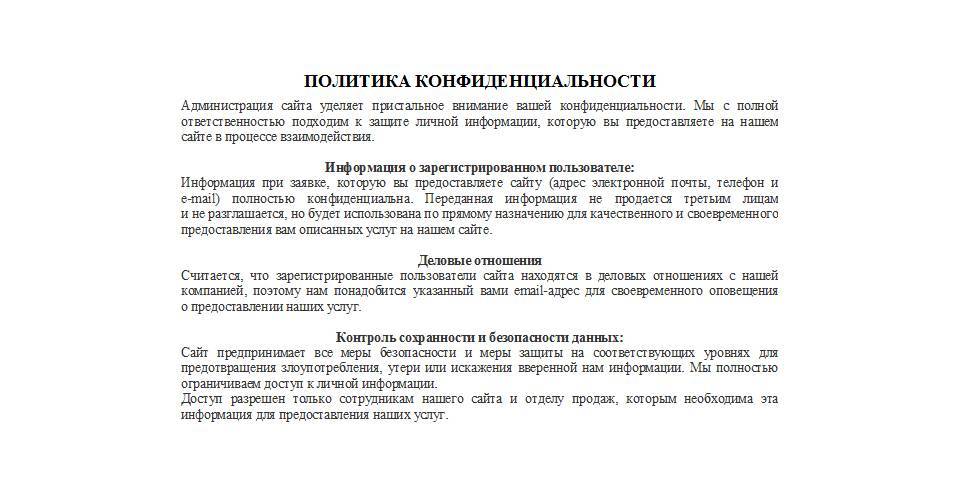 ПОЛИТИКА КОНФИДЕНЦИАЛЬНОСТИ
Администрация сайта уделяет пристальное внимание вашей конфиденциальности. Мы с полной
ответственностью подходим к защите личной информации, которую вы предоставляете на нашем
сайте в процессе взаимодействия.
Информация о зарегистрированном пользователе:
Информация при заявке, которую вы предоставляете сайту (адрес электронной почты, телефон и
e-mail) полностью конфиденциальна. Переданная информация не продается третьим лицам
и не разглашается, но будет использована по прямому назначению для качественного и своевременного
предоставления вам описанных услуг на нашем сайте.
Деловые отношения
Считается, что зарегистрированные пользователи сайта находятся в деловых отношениях с нашей
компанией, поэтому нам понадобится указанный вами email-адрес для своевременного оповещения
о предоставлении наших услуг.
Контроль сохранности и безопасности данных:
Сайт предпринимает все меры безопасности и меры защиты на соответствующих уровнях для
предотвращения злоупотребления, утери или искажения вверенной нам информации. Мы полностью
ограничиваем доступ к личной информации.
Доступ разрешен только сотрудникам нашего сайта и отделу продаж, которым необходима эта
информация для предоставления наших услуг.